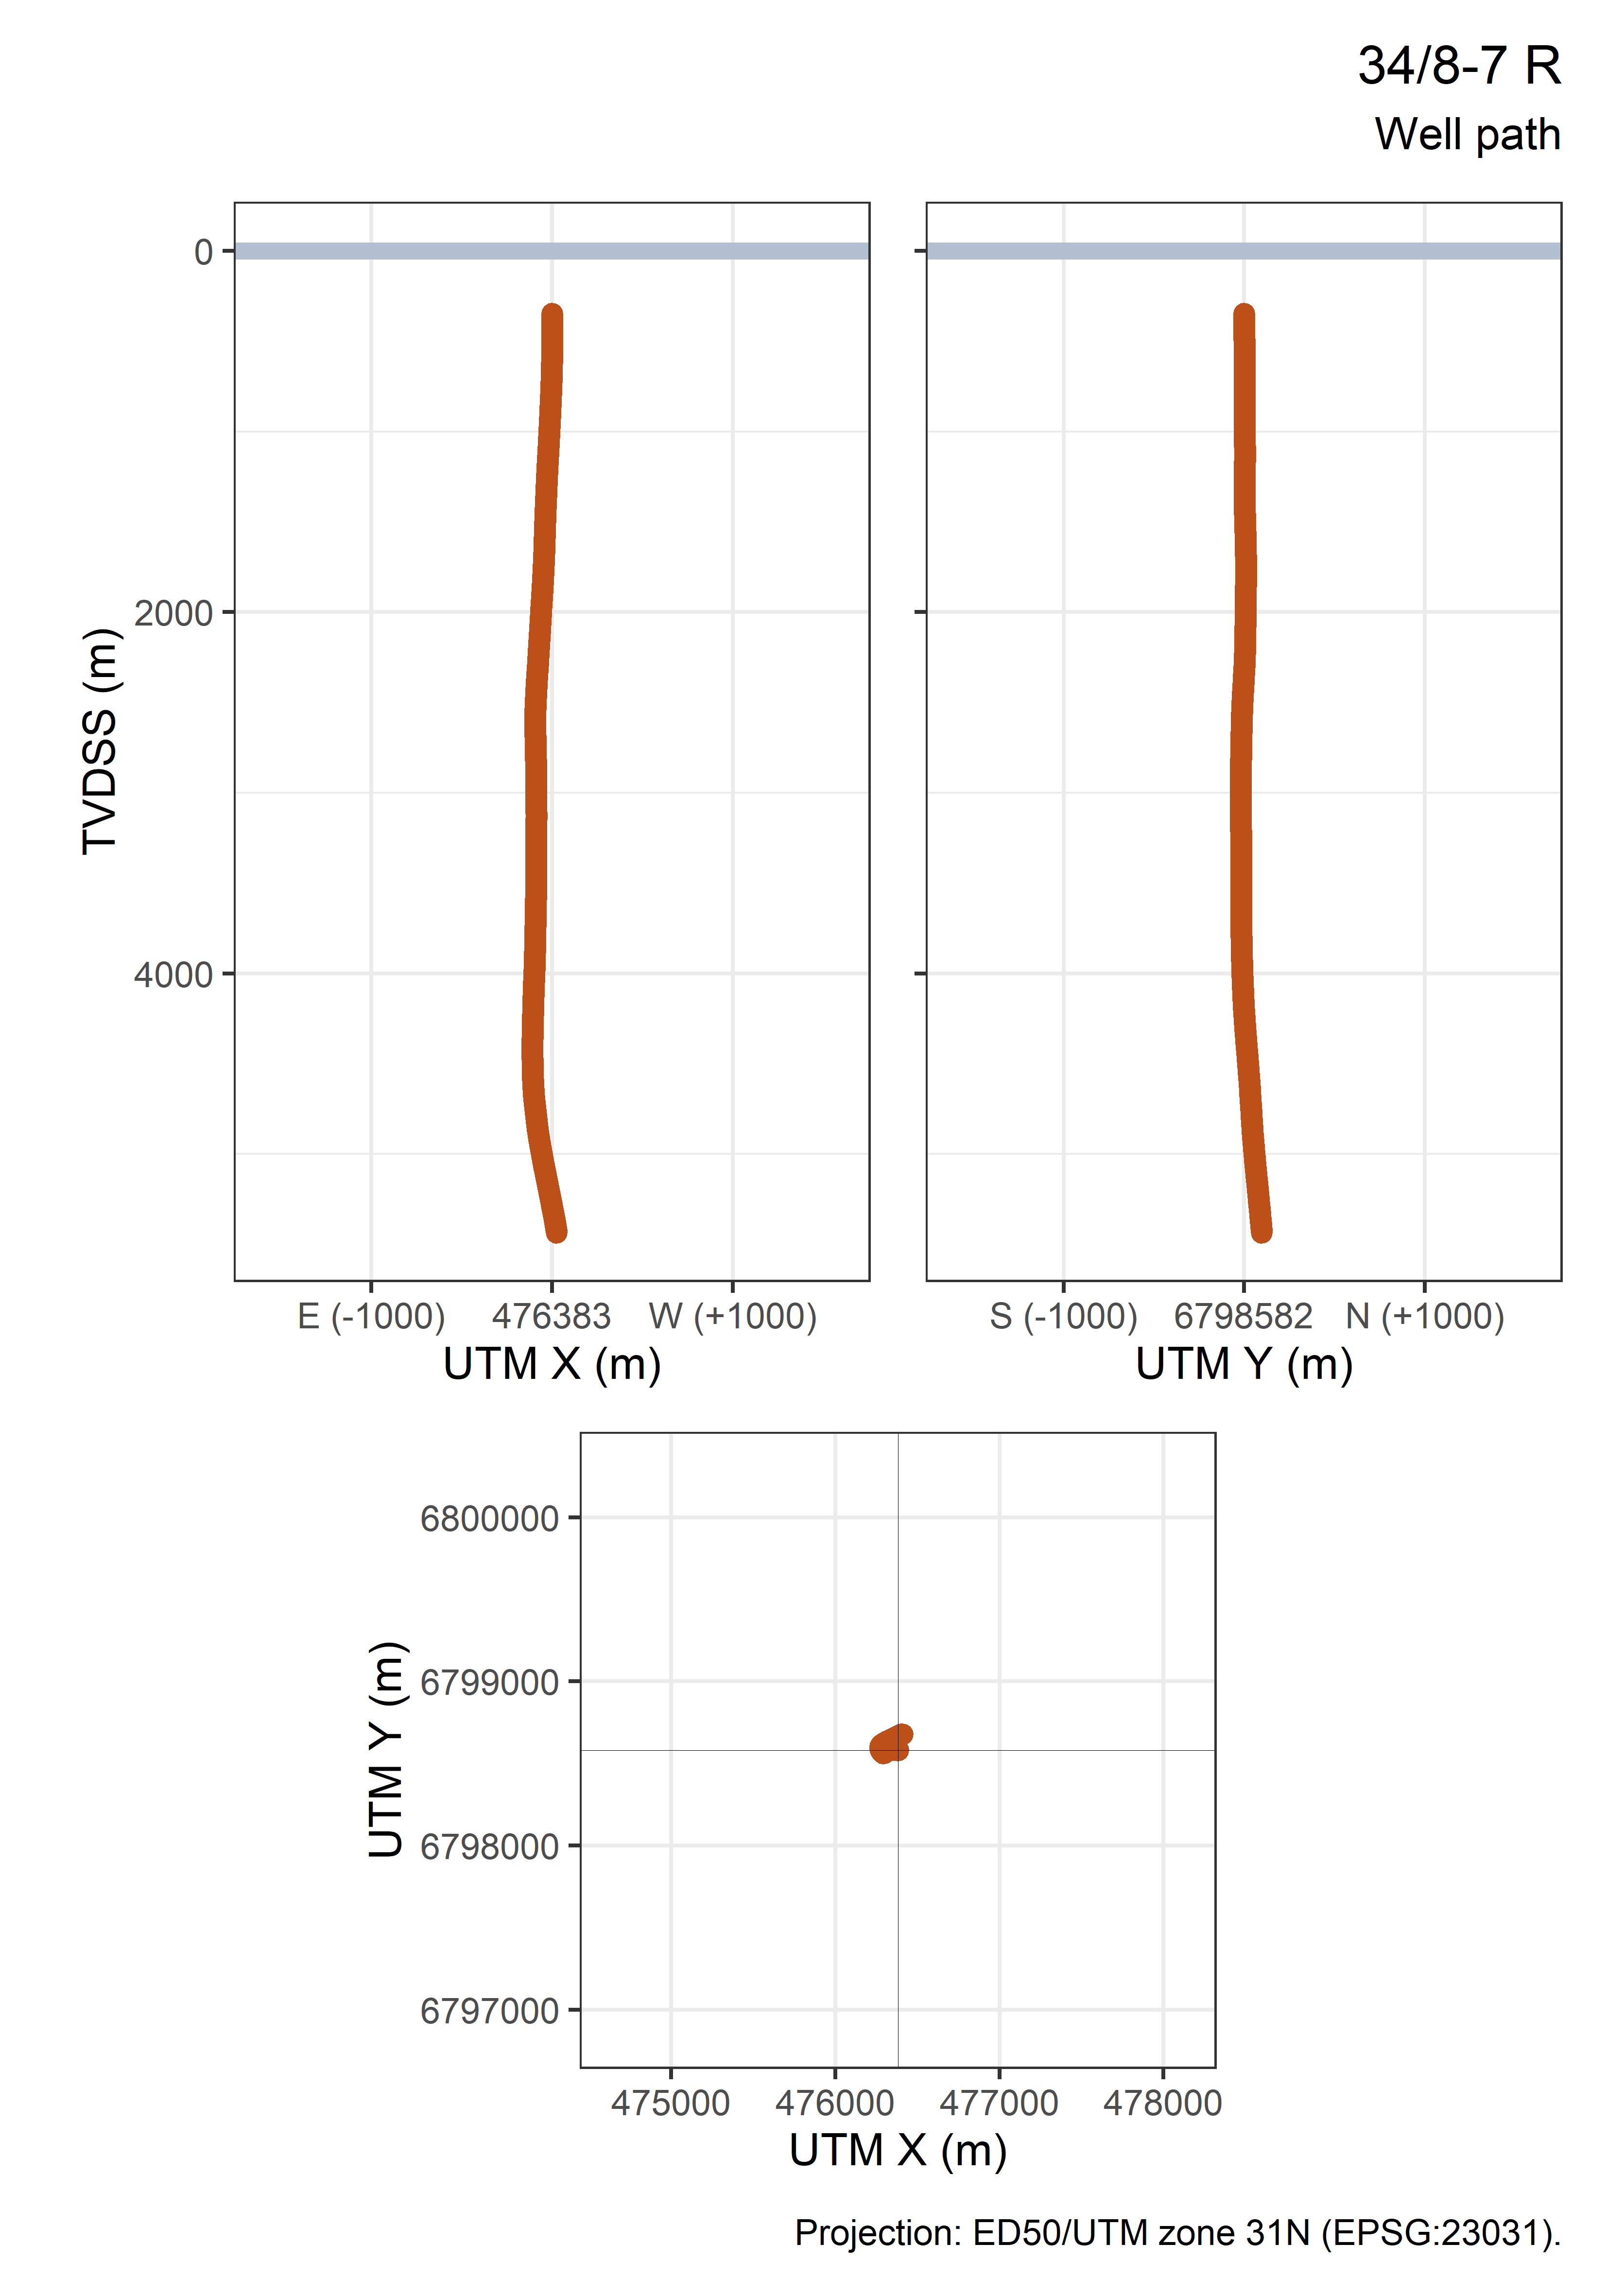 34/8-7 R
Well path
TVDSS (m)
0
2000
4000
E (-1000) 476383 W (+1000)
UTM X (m)
S (-1000) 6798582 N (+1000)
UTM Y (m)
UTM Y (m)
6800000
6799000
6798000
6797000
475000 476000 477000 478000
UTM X (m)
Projection: ED50/UTM zone 31N (EPSG:23031).